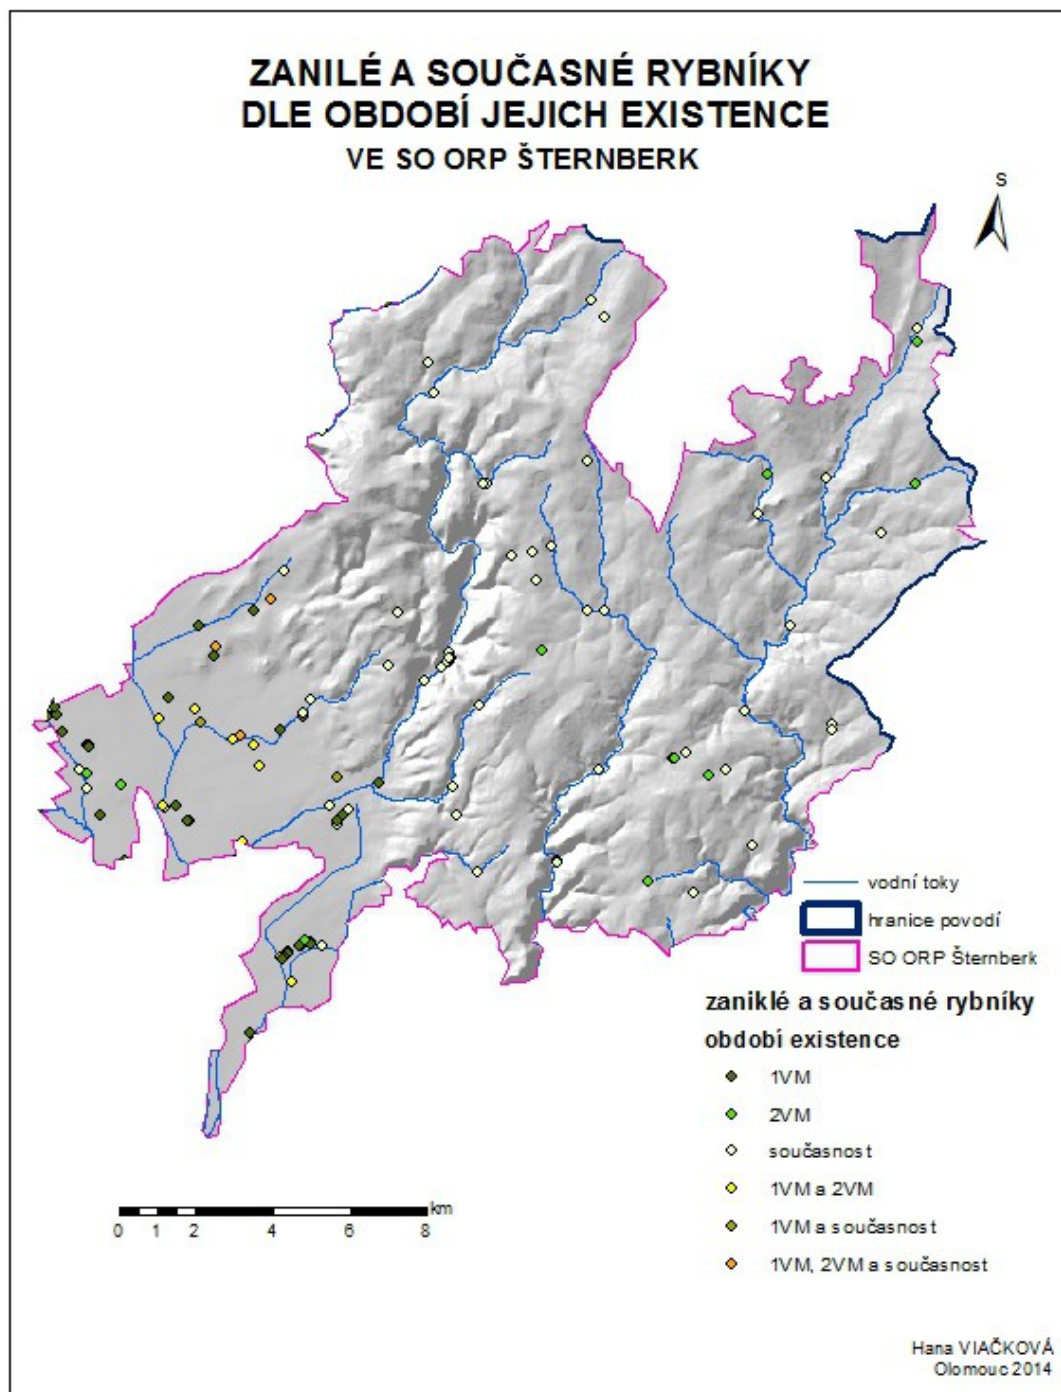 ZANILÉ A SOUČASNÉ RYBNÍKY
DLE OBDOBÍ JEJICH EXISTENCE
VE SO ORP ŠTERNBERK
S
vodní toky
hranice povodí
SO ORP Šternberk
zaniklé a současné rybníky
období existence
1VM
2VM
současnost
1VM a 2VM
1VM a současnost
1VM, 2VM a současnost
km
0 1 2 4 6 8
Hana VIAČKOVÁ
Olomouc 2014